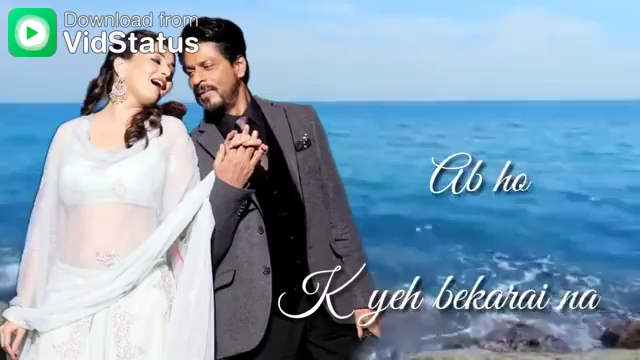 Download from
VidStatus
Ab ho
K yeh bekarai na